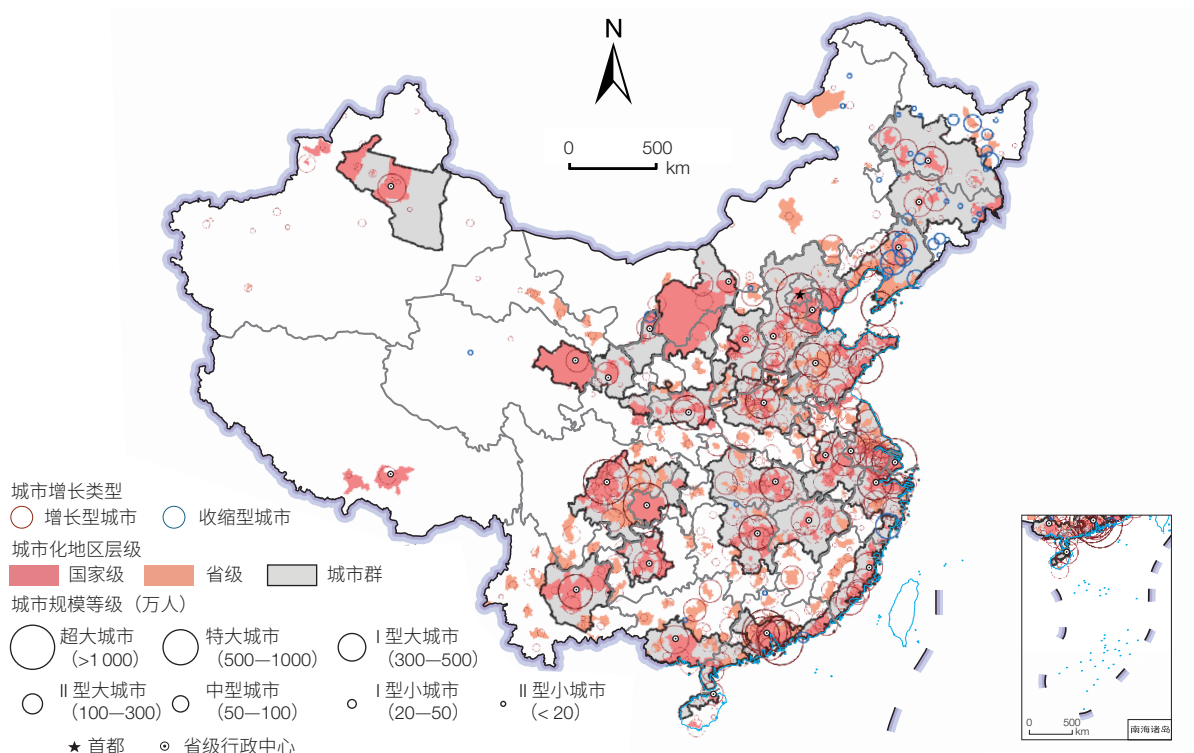 N
0 500
km
城市增长类型
增长型城市 收缩型城市
城市化地区层级
国家级 省级 城市群
城市规模等级（万人）
超大城市 特大城市 I 型大城市
（>1 000） （500—1000） （300—500）
II 型大城市 中型城市 I 型小城市 II 型小城市
（100—300） （50—100） （20—50） （< 20）
首都 省级行政中心
0 500
km
南海诸岛